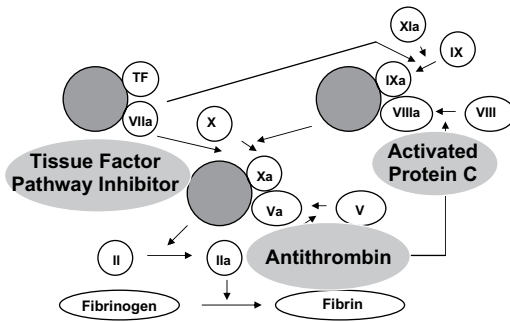 XIa
IX
TF
IXa
VIIa
X
VIIIa
VIII
Tissue Factor
Pathway Inhibitor
Activated
Protein C
Xa
Va
V
II
IIa
Antithrombin
Fibrinogen
Fibrin